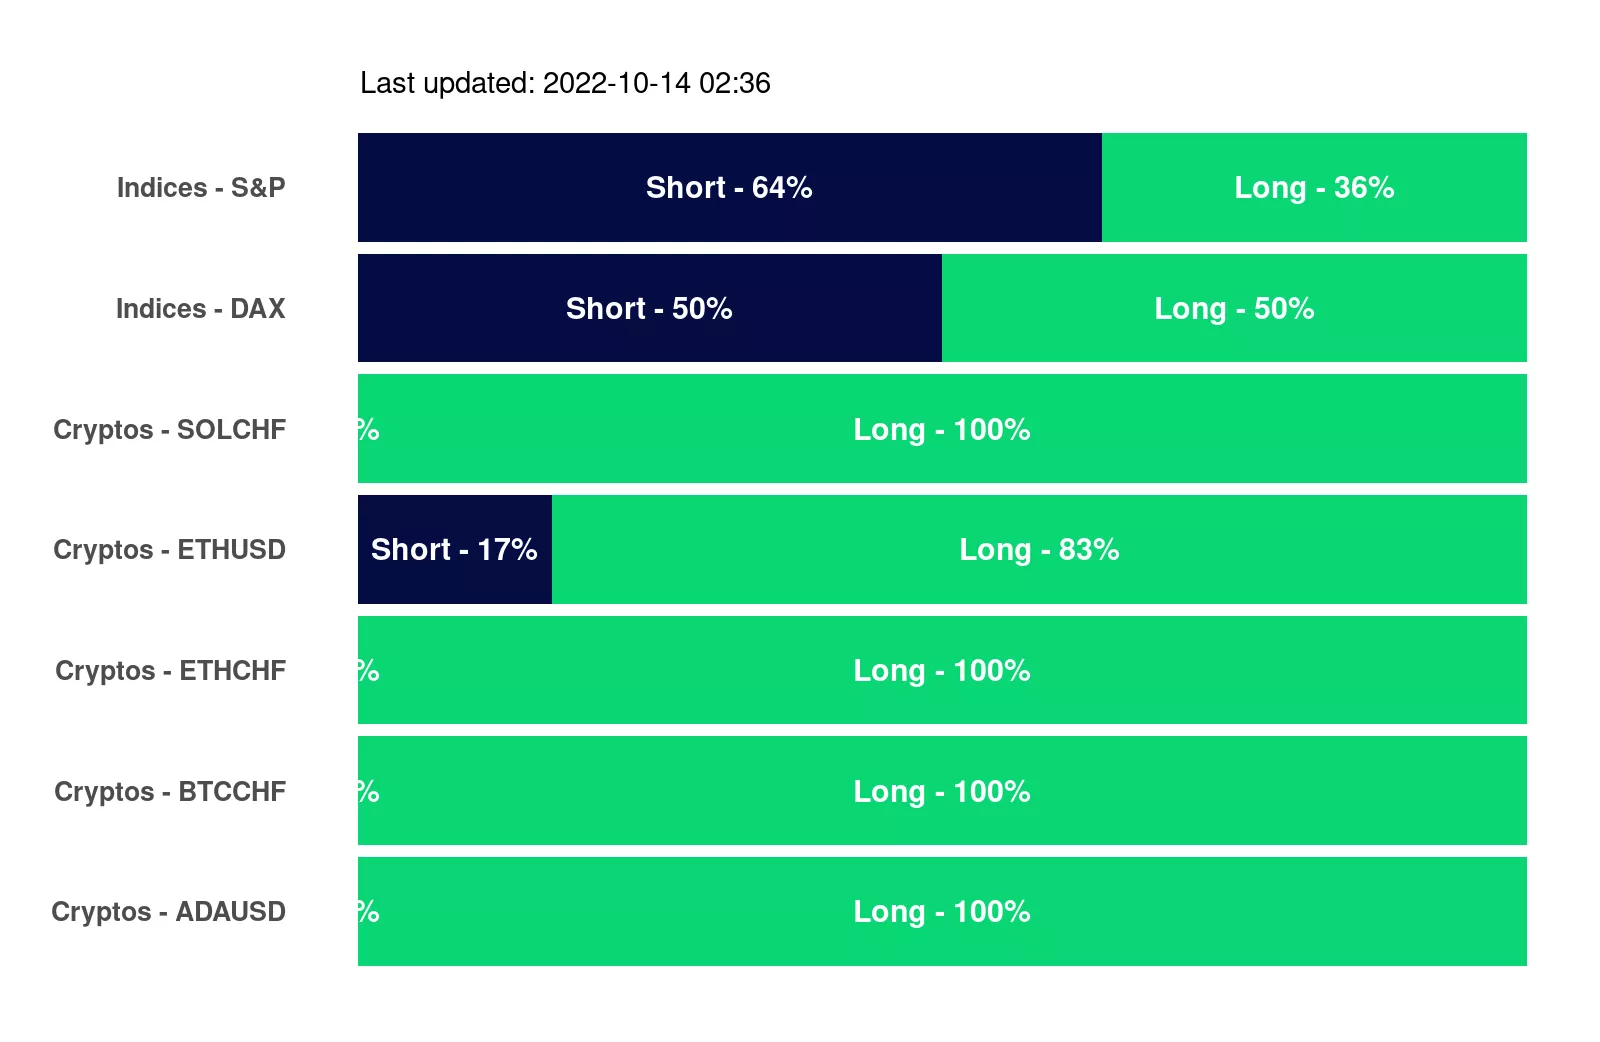 Last updated: 2022-10-14 02:36
Indices - S&P Short - 64% Long - 36%
Indices - DAX Short - 50% Long - 50%
Cryptos - SOLCHF % Long - 100%
Cryptos - ETHUSD Short - 17% Long - 83%
Cryptos - ETHCHF % Long - 100%
Cryptos - BTCCHF % Long - 100%
Cryptos - ADAUSD % Long - 100%